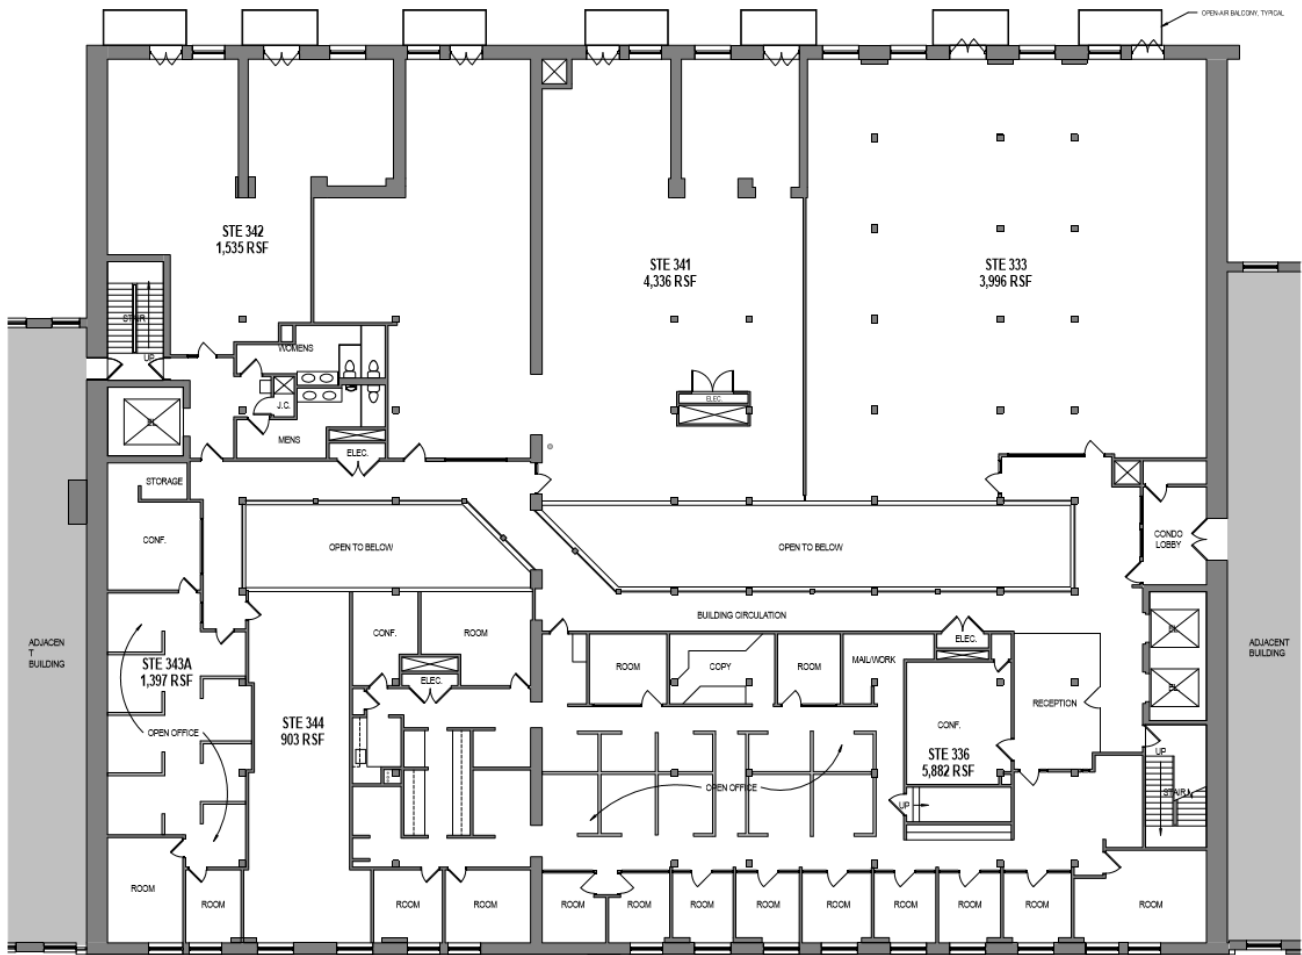 OPEN-AIR BALCONY, TYPICAL
STE 342
1,535 RSF
STE 341
4,336 RSF
STE 333
3,996 RSF
STAIR
UP
WOMENS
J.C.
EL
MENS
ELEC.
ELEC.
STORAGE
CONF.
OPEN TO BELOW
OPEN TO BELOW
CONDO
LOBBY
BUILDING CIRCULATION
ADJACEN
T
BUILDING
STE 343A
1,397 RSF
OPEN OFFICE
CONF.
ROOM
ELEC.
STE 344
903 RSF
ROOM
COPY
ROOM
MAIL/WORK
ELEC.
EL
EL
ADJACENT
BUILDING
RECEPTION
CONF.
STE 336
5,882 RSF
OPEN OFFICE
UP
UP
STAIR
ROOM
ROOM
ROOM
ROOM
ROOM
ROOM
ROOM
ROOM
ROOM
ROOM
ROOM
ROOM
ROOM